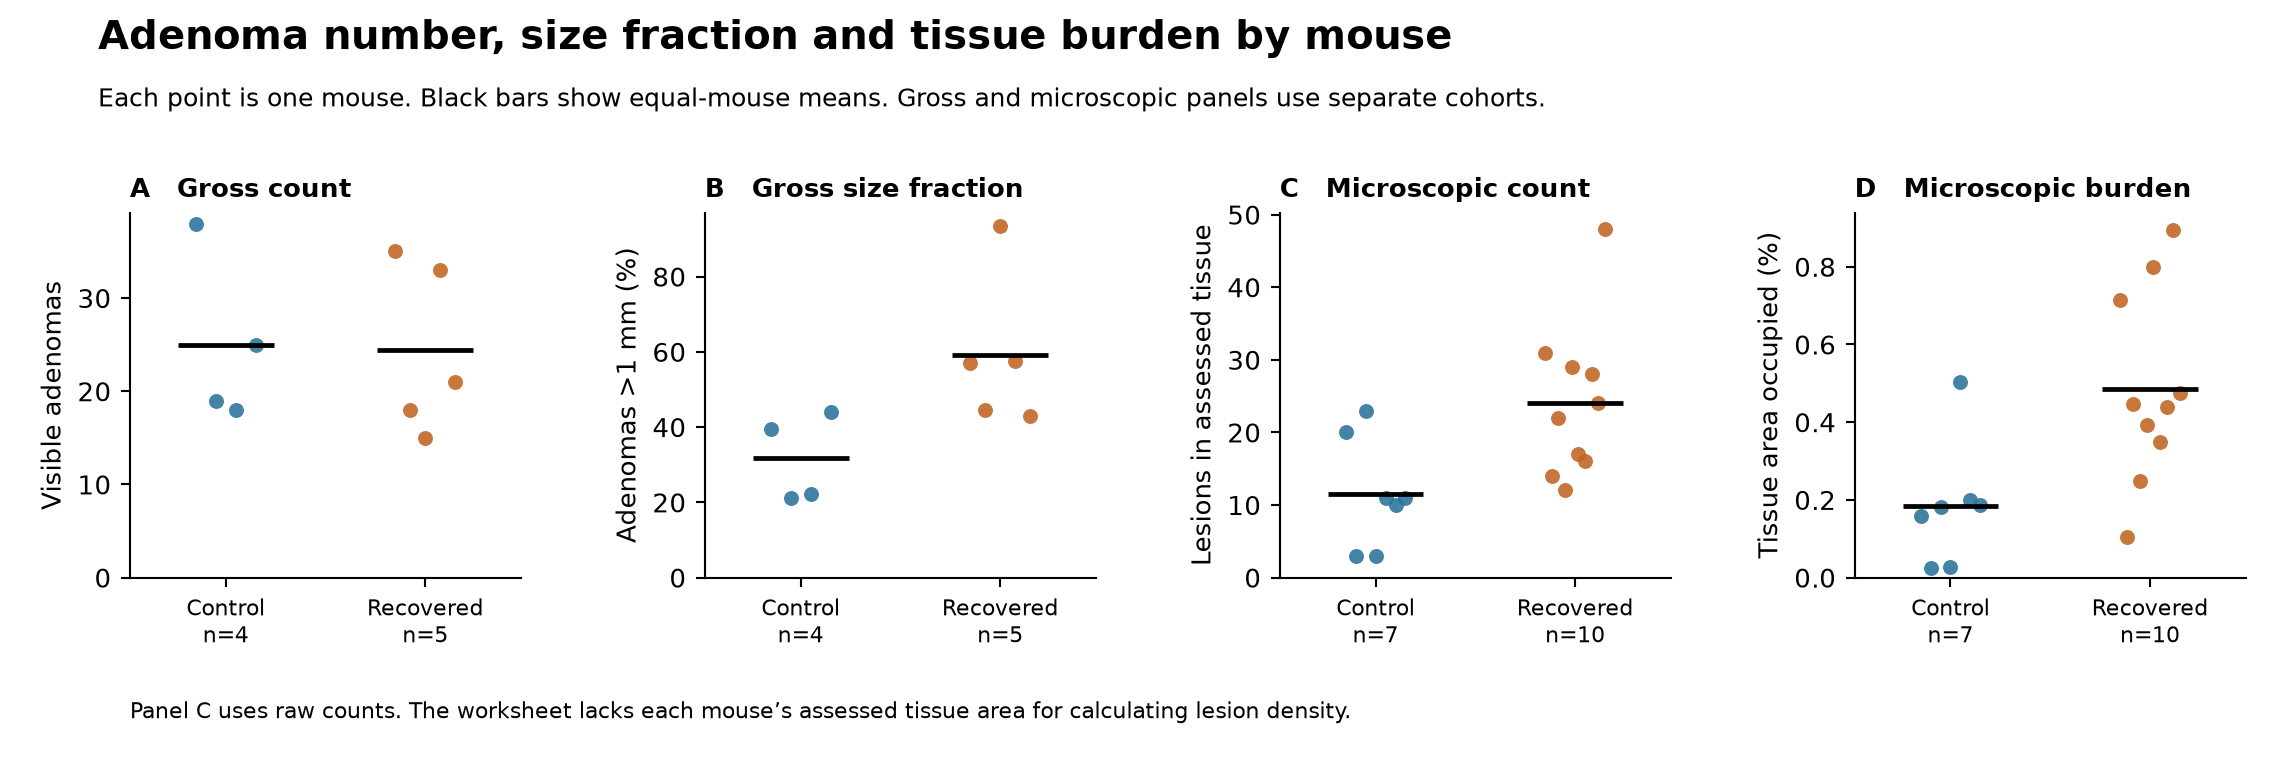 Adenoma number, size fraction and tissue burden by mouse
Each point is one mouse. Black bars show equal-mouse means. Gross and microscopic panels use separate cohorts.
A Gross count
Visible adenomas
30
20
10
0
Control
n=4
Recovered
n=5
B Gross size fraction
Adenomas >1 mm (%)
80
60
40
20
0
Control
n=4
Recovered
n=5
C Microscopic count
Lesions in assessed tissue
50
40
30
20
10
0
Control
n=7
Recovered
n=10
D Microscopic burden
Tissue area occupied (%)
0.8
0.6
0.4
0.2
0.0
Control
n=7
Recovered
n=10
Panel C uses raw counts. The worksheet lacks each mouse’s assessed tissue area for calculating lesion density.